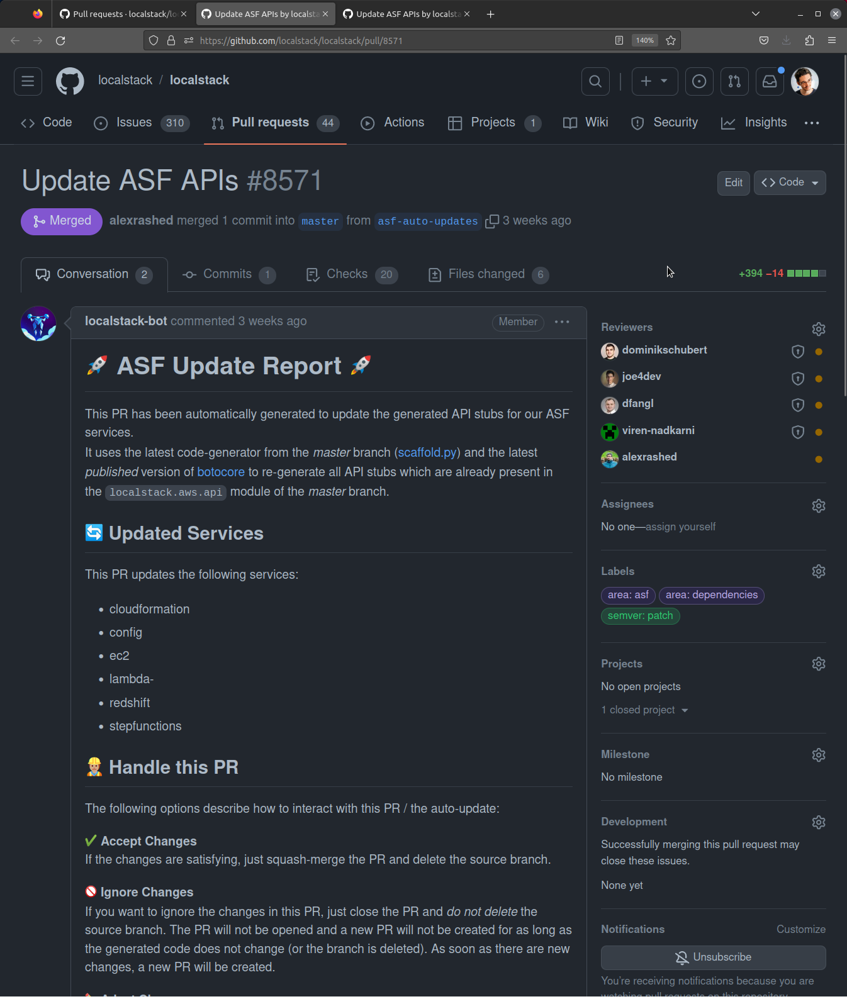 Pull requests · localstack/lo
Update ASF APIs by localsta
Update ASF APIs by localsta
https://github.com/localstack/localstack/pull/8571
140%
localstack / localstack
Code
Issues 310
Pull requests 44
Actions
Projects 1
Wiki
Security
Insights
Update ASF APIs #8571
Edit
Code
Merged
alexrashed merged 1 commit into master from asf-auto-updates 3 weeks ago
Conversation 2
Commits 1
Checks 20
Files changed 6
+394 −14
localstack-bot commented 3 weeks ago
Member
ASF Update Report
This PR has been automatically generated to update the generated API stubs for our ASF
services.
It uses the latest code-generator from the master branch (scaffold.py) and the latest
published version of botocore to re-generate all API stubs which are already present in
the localstack.aws.api module of the master branch.
Updated Services
This PR updates the following services:
• cloudformation
• config
• ec2
• lambda-
• redshift
• stepfunctions
Handle this PR
The following options describe how to interact with this PR / the auto-update:
Accept Changes
If the changes are satisfying, just squash-merge the PR and delete the source branch.
Ignore Changes
If you want to ignore the changes in this PR, just close the PR and do not delete the
source branch. The PR will not be opened and a new PR will not be created for as long as
the generated code does not change (or the branch is deleted). As soon as there are new
changes, a new PR will be created.
Reviewers
dominikschubert
joe4dev
dfangl
viren-nadkarni
alexrashed
Assignees
No one—assign yourself
Labels
area: asf
area: dependencies
semver: patch
Projects
No open projects
1 closed project
Milestone
No milestone
Development
Successfully merging this pull request may
close these issues.
None yet
Notifications
Customize
Unsubscribe
You're receiving notifications because you are
watching pull requests on this repository.